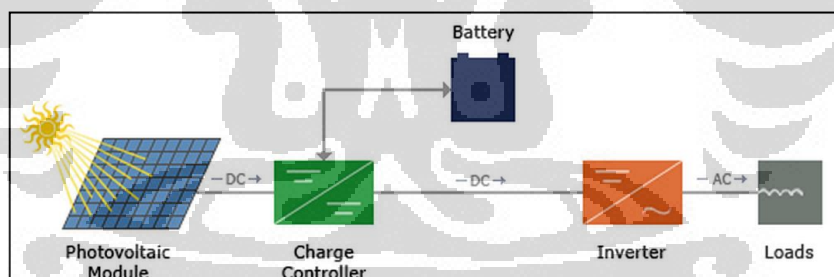 Battery
DC
DC
AC
Photovoltaic
Module
Charge
Controller
Inverter
Loads